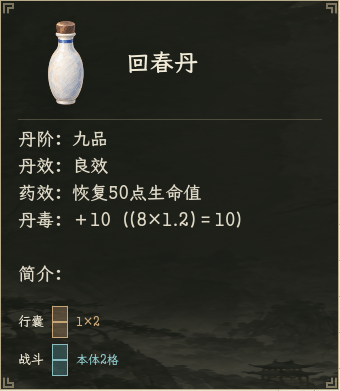 回春丹
丹阶：九品
丹效：良效
药效：恢复50点生命值
丹毒：＋10（(8×1.2)＝10)
简介：
行囊 1×2
战斗 本体2格